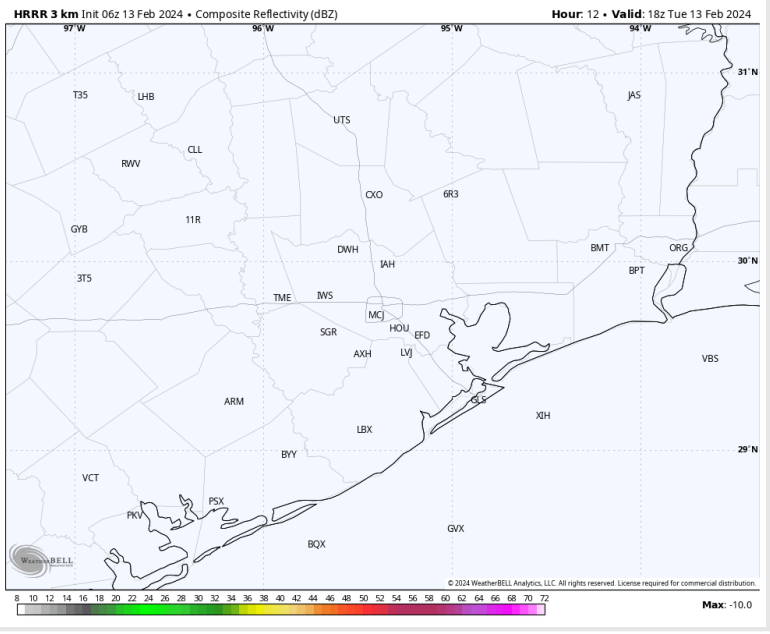 HRRR 3 km Init 06z 13 Feb 2024 • Composite Reflectivity (dBZ) Hour: 12 • Valid: 18z Tue 13 Feb 2024
97°W 96°W 95°W 94°W
31°N
T35 LHB JAS
UTS
CLL
RWV
CXO 6R3
11R
GYB
DWH BMT ORG
IAH 30°N
BPT
3T5
TME IWS
MCJ
SGR HOU EFD
AXH LVJ
VBS
ARM GLS
XIH
LBX
29°N
BYY
VCT
PSX
PKV
GVX
BQX
WEATHERBELL
© 2024 WeatherBELL Analytics, LLC. All rights reserved. License required for commercial distribution.
8 10 12 14 16 18 20 22 24 26 28 30 32 34 36 38 40 42 44 46 48 50 52 54 56 58 60 62 64 66 68 70 72
Max: -10.0